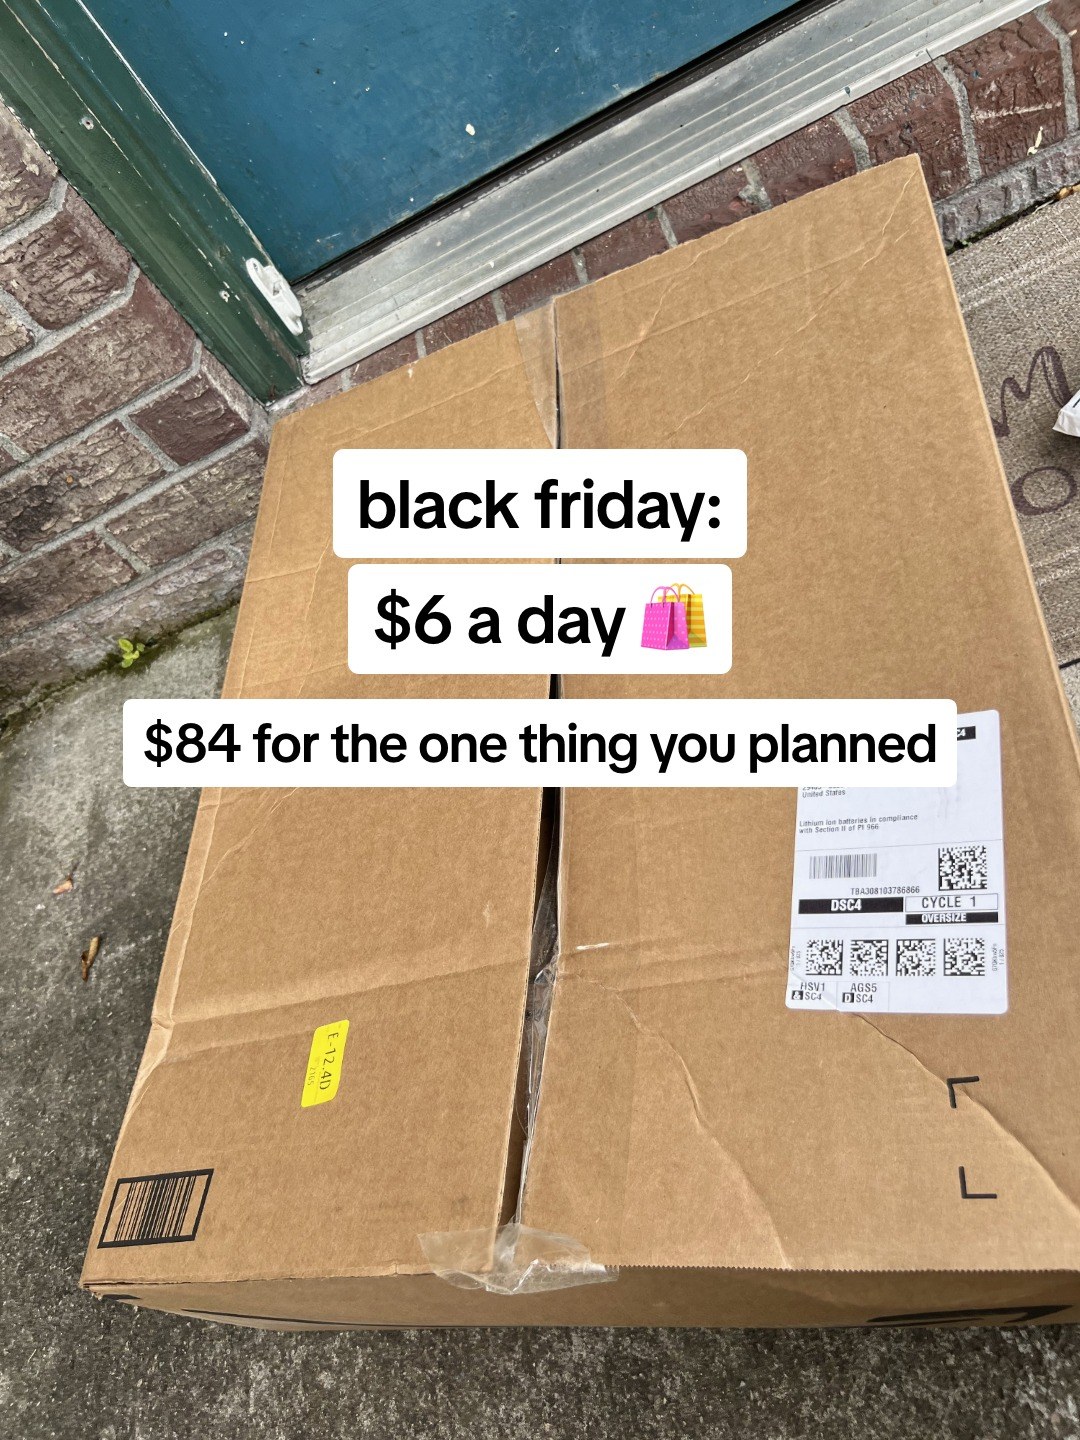 black friday:
$6 a day
$84 for the one thing you planned
United States
Lithium ion batteries in compliance
with Section II of PI 966
TBA308103786866
DSC4
CYCLE 1
OVERSIZE
HSV1
AGS5
SC4
D SC4
E-12.4D